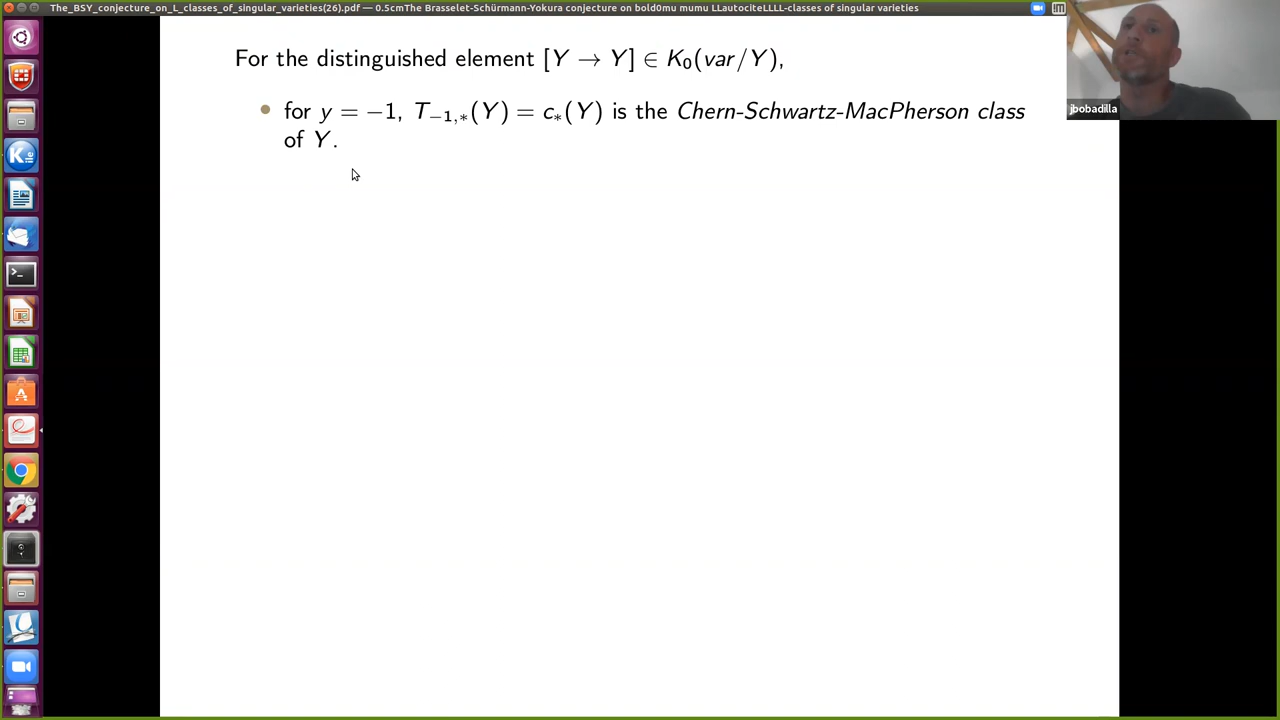 The_BSY_conjecture_on_L_classes_of_singular_varieties(26).pdf — 0.5cmThe Brasselet-Schürmann-Yokura conjecture on bold0mu mumu LLautociteLLLL-classes of singular varieties
For the distinguished element [Y → Y] ∈ K₀(var/Y),
jbobadilla
for y = −1, T₋₁,∗(Y) = c∗(Y) is the Chern-Schwartz-MacPherson class
of Y.